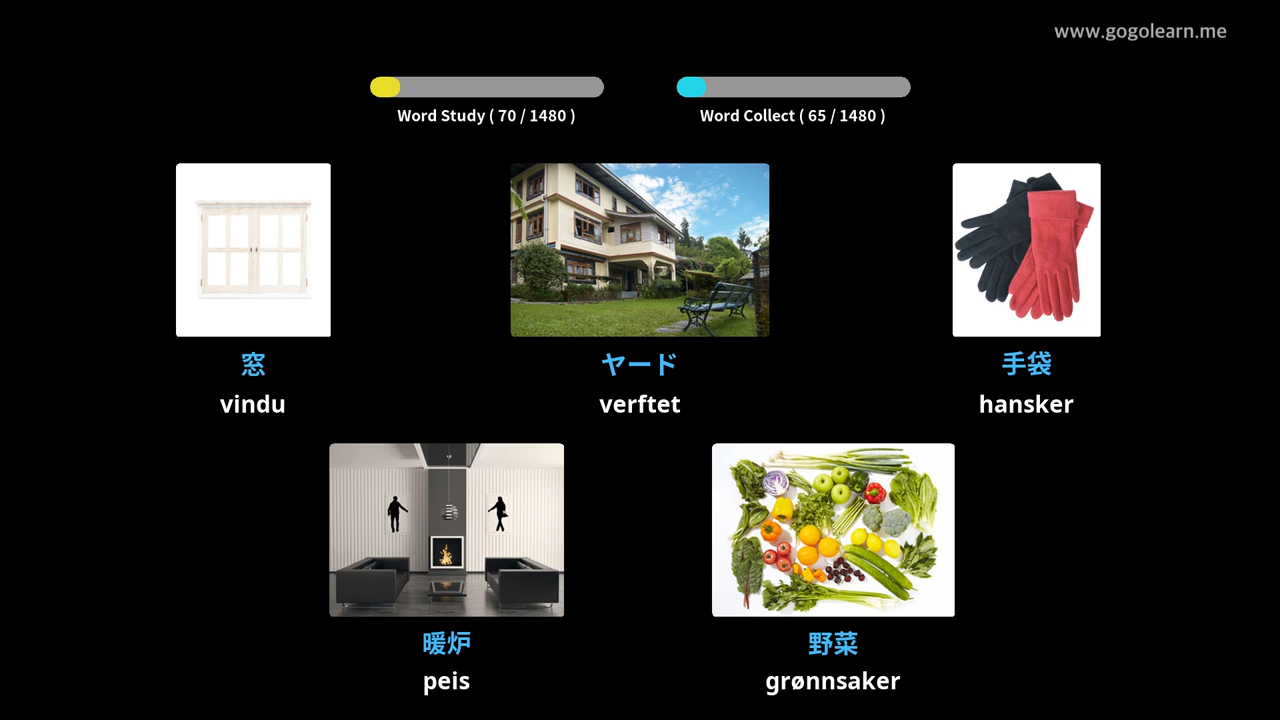 www.gogolearn.me
Word Study ( 70 / 1480 )
Word Collect ( 65 / 1480 )
窓
vindu
ヤード
verftet
手袋
hansker
暖炉
peis
野菜
grønnsaker